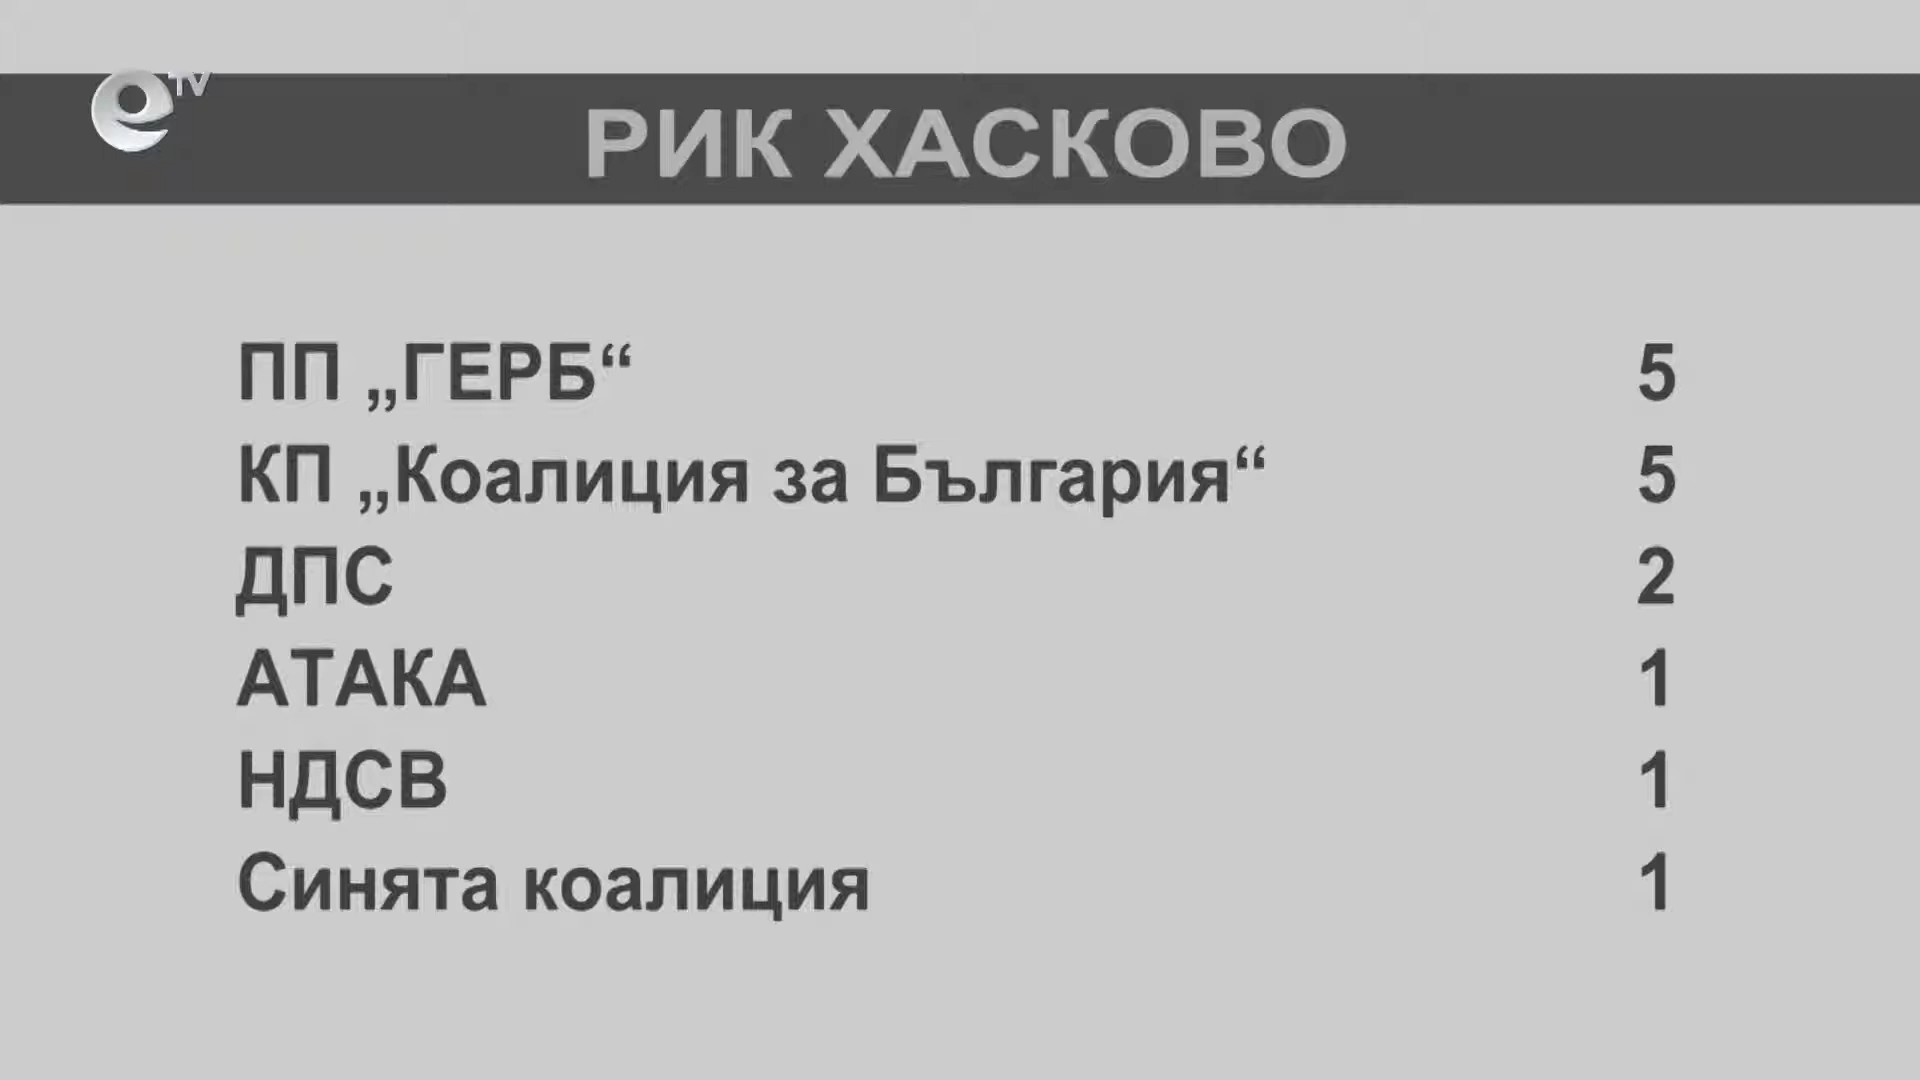 e TV
РИК ХАСКОВО
ПП „ГЕРБ“ 5
КП „Коалиция за България“ 5
ДПС 2
АТАКА 1
НДСВ 1
Синята коалиция 1